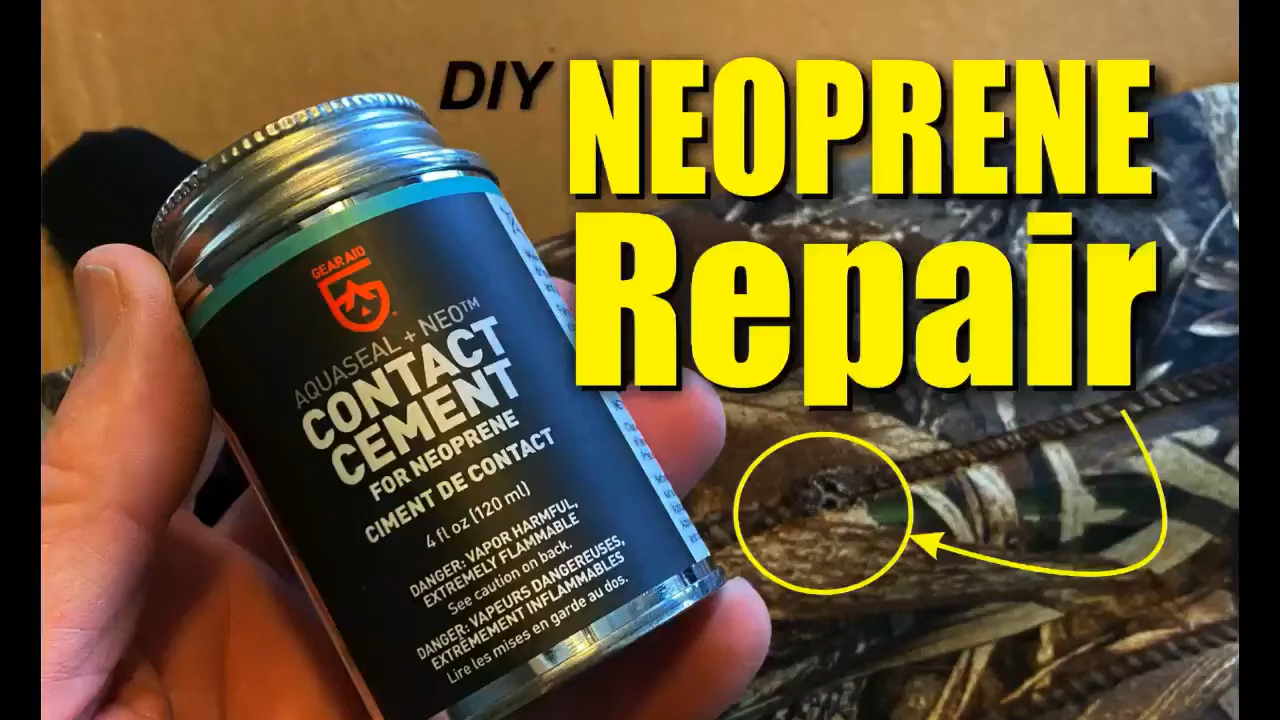 DIY NEOPRENE
Repair
GEAR AID
AQUASEAL + NEO™
CONTACT
CEMENT
FOR NEOPRENE
CIMENT DE CONTACT
4 fl oz (120 ml)
DANGER: VAPOR HARMFUL,
EXTREMELY FLAMMABLE
See caution on back.
DANGER: VAPEURS DANGEREUSES,
EXTRÊMEMENT INFLAMMABLES
Lire les mises en garde au dos.